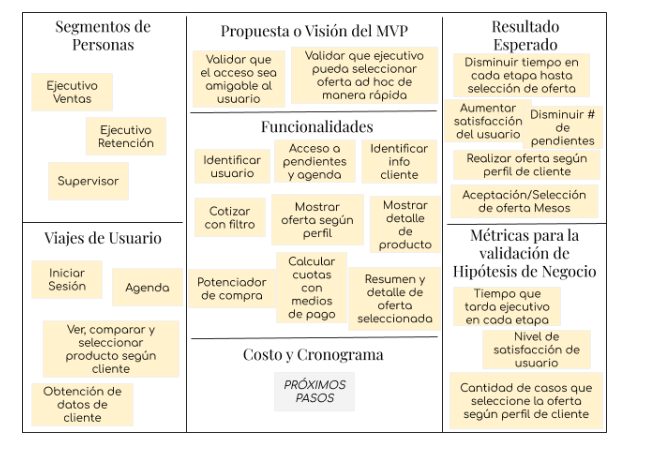 Segmentos de
Personas
Ejecutivo
Ventas
Ejecutivo
Retención
Supervisor
Viajes de Usuario
Iniciar
Sesión
Agenda
Ver, comparar y
seleccionar
producto según
cliente
Obtención de
datos de
cliente
Propuesta o Visión del MVP
Validar que
el acceso sea
amigable al
usuario
Validar que ejecutivo
pueda seleccionar
oferta ad hoc de
manera rápida
Funcionalidades
Identificar
usuario
Acceso a
pendientes
y agenda
Identificar
info
cliente
Cotizar
con filtro
Mostrar
oferta según
perfil
Mostrar
detalle
de
producto
Potenciador
de compra
Calcular
cuotas
con
medios
de pago
Resumen y
detalle de
oferta
seleccionada
Costo y Cronograma
PRÓXIMOS
PASOS
Resultado
Esperado
Disminuir tiempo en
cada etapa hasta
selección de oferta
Aumentar
satisfacción
del usuario
Disminuir #
de
pendientes
Realizar oferta según
perfil de cliente
Aceptación/Selección
de oferta Mesos
Métricas para la
validación de
Hipótesis de Negocio
Tiempo que
tarda ejecutivo
en cada etapa
Nivel de
satisfacción de
usuario
Cantidad de casos que
seleccione la oferta
según perfil de cliente